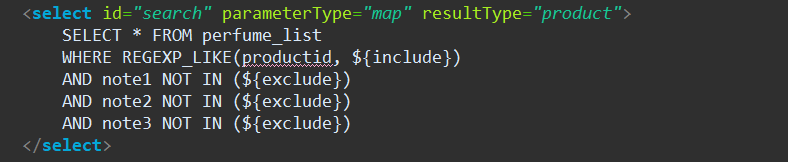 <select id="search" parameterType="map" resultType="product">
SELECT * FROM perfume_list
WHERE REGEXP_LIKE(productid, ${include})
AND note1 NOT IN (${exclude})
AND note2 NOT IN (${exclude})
AND note3 NOT IN (${exclude})
</select>